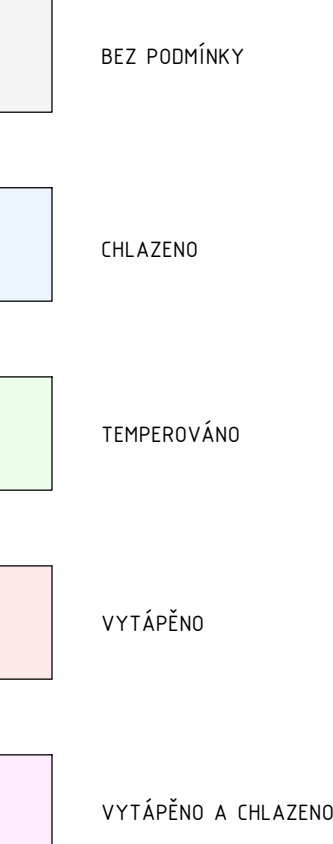 BEZ PODMÍNKY
CHLAZENO
TEMPEROVÁNO
VYTÁPĚNO
VYTÁPĚNO A CHLAZENO